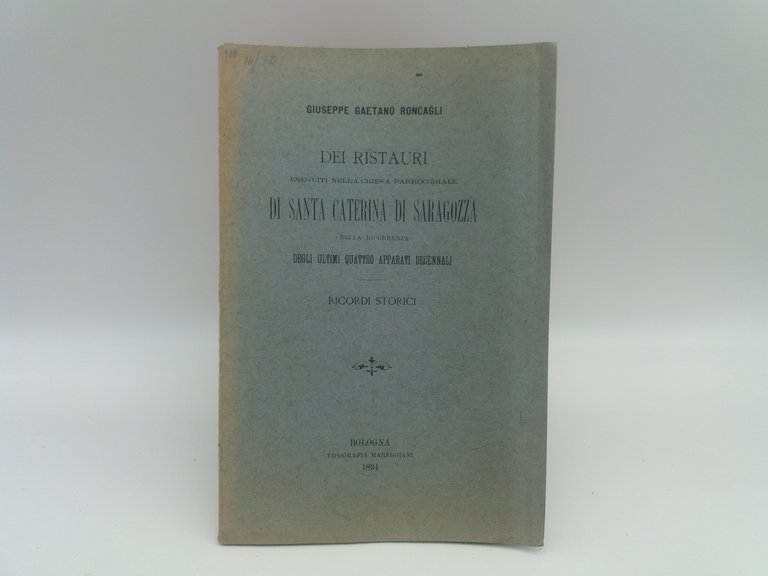 GIUSEPPE GAETANO RONCAGLI
DEI RISTAURI
ESEGUITI NELLA CHIESA PARROCCHIALE
DI SANTA CATERINA DI SARAGOZZA
NELLA RICORRENZA
DEGLI ULTIMI QUATTRO APPARATI DECENNALI
RICORDI STORICI
BOLOGNA
TIPOGRAFIA MAREGGIANI
1894